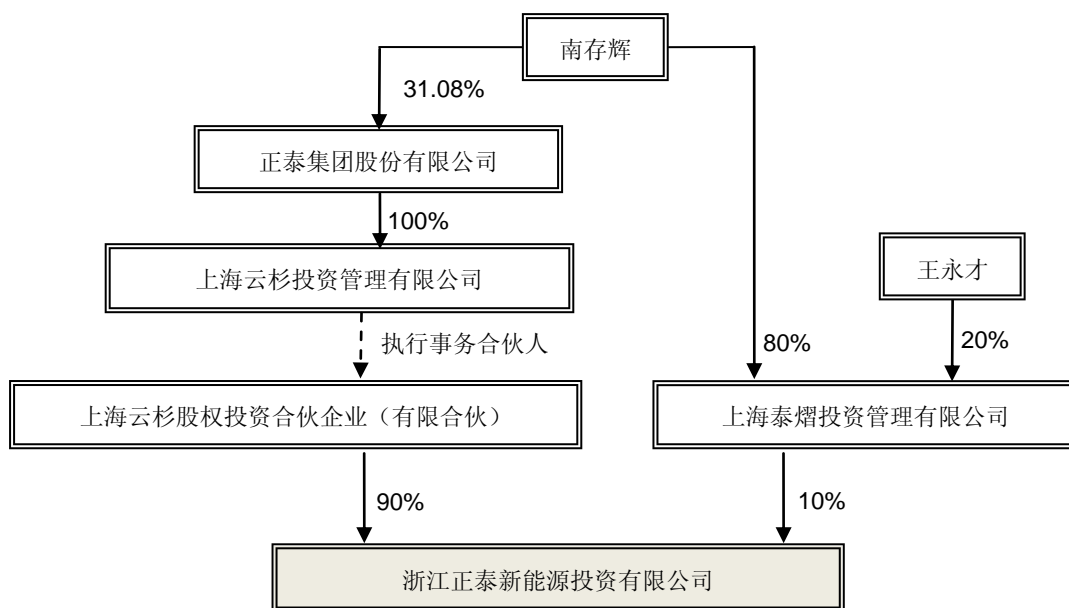 南存辉
31.08%
正泰集团股份有限公司
100%
上海云杉投资管理有限公司
王永才
执行事务合伙人
80%
20%
上海云杉股权投资合伙企业（有限合伙）
上海泰熠投资管理有限公司
90%
10%
浙江正泰新能源投资有限公司